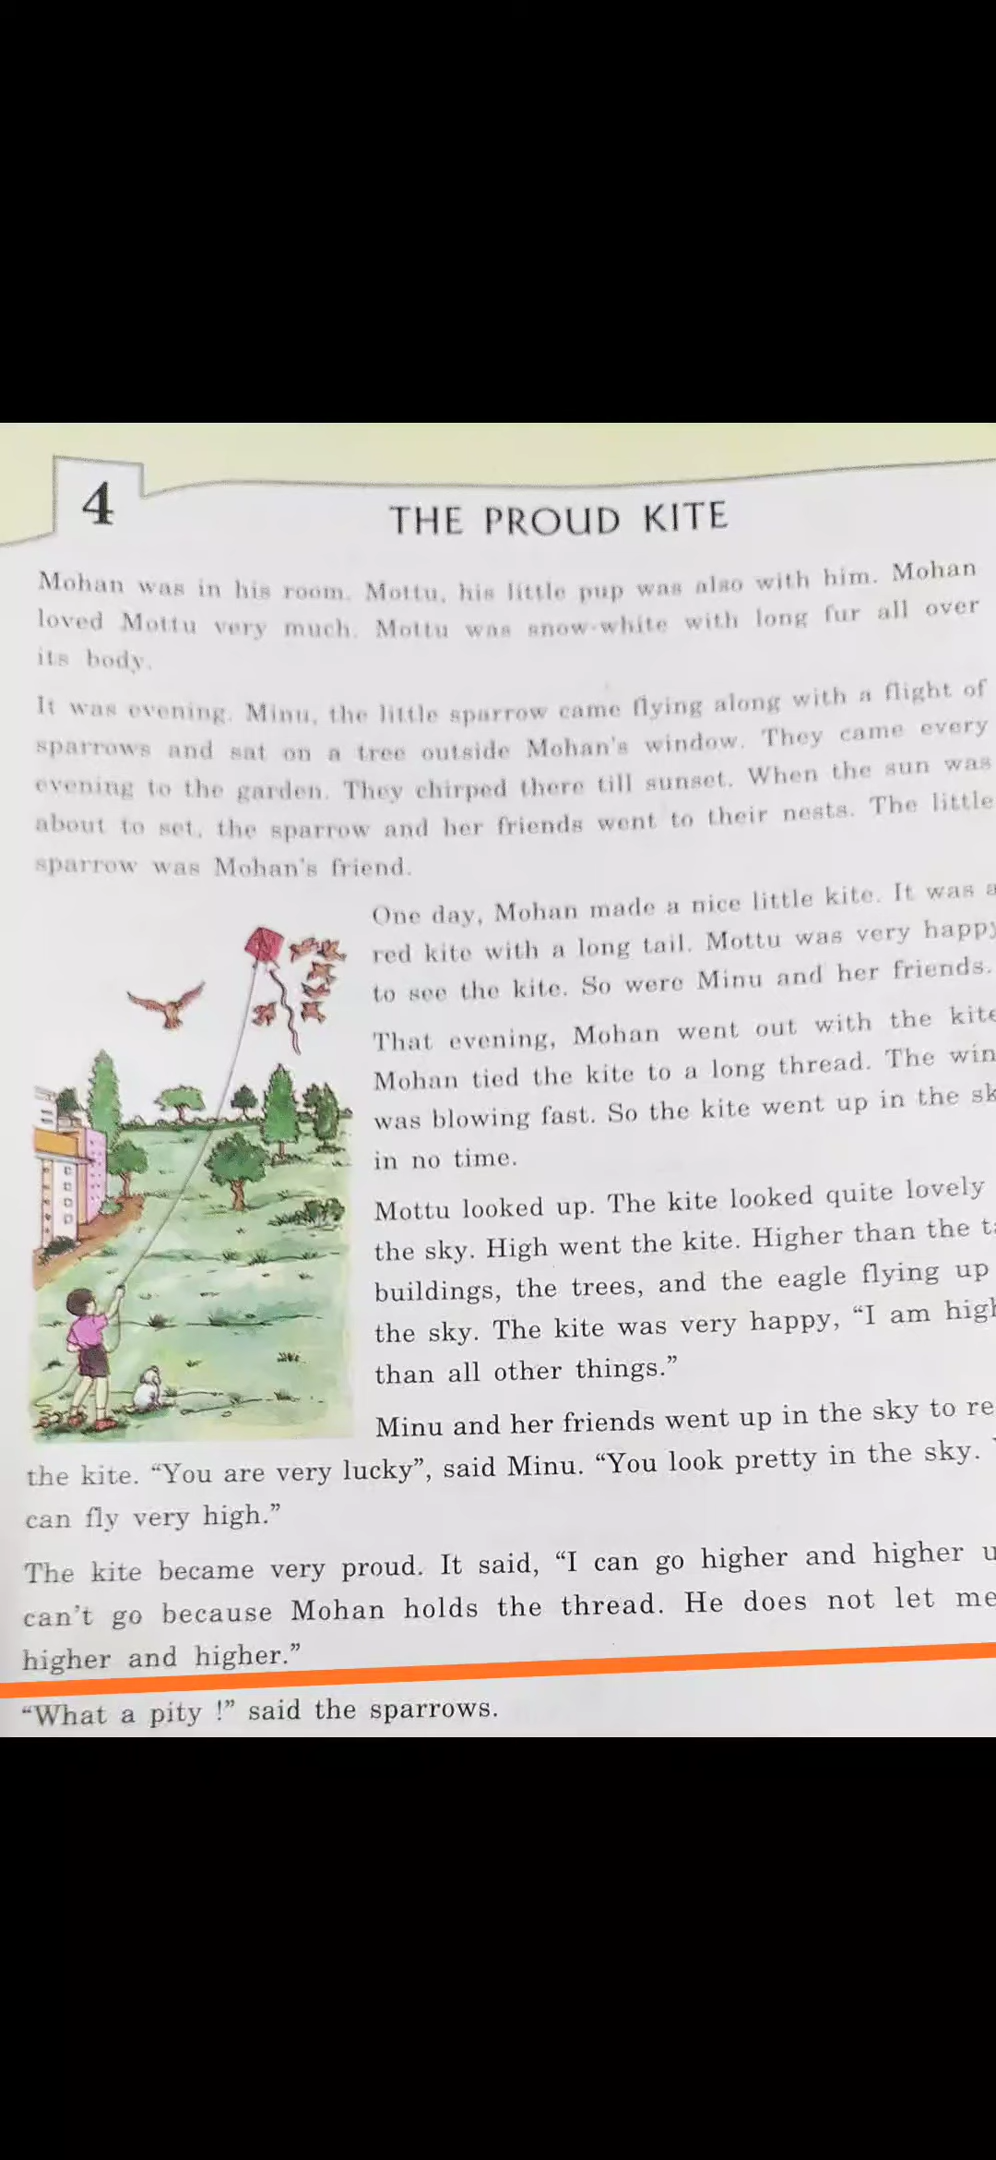 4
THE PROUD KITE
Mohan was in his room. Mottu, his little pup was also with him. Mohan
loved Mottu very much. Mottu was snow-white with long fur all over
its body.
It was evening. Minu, the little sparrow came flying along with a flight of
sparrows and sat on a tree outside Mohan's window. They came every
evening to the garden. They chirped there till sunset. When the sun was
about to set, the sparrow and her friends went to their nests. The little
sparrow was Mohan's friend.
One day, Mohan made a nice little kite. It was a
red kite with a long tail. Mottu was very happy
to see the kite. So were Minu and her friends.
That evening, Mohan went out with the kite
Mohan tied the kite to a long thread. The win
was blowing fast. So the kite went up in the sk
in no time.
Mottu looked up. The kite looked quite lovely
the sky. High went the kite. Higher than the ta
buildings, the trees, and the eagle flying up
the sky. The kite was very happy, “I am high
than all other things.”
Minu and her friends went up in the sky to re
the kite. “You are very lucky”, said Minu. “You look pretty in the sky.
can fly very high.”
The kite became very proud. It said, “I can go higher and higher u
can't go because Mohan holds the thread. He does not let me
higher and higher.”
“What a pity !” said the sparrows.